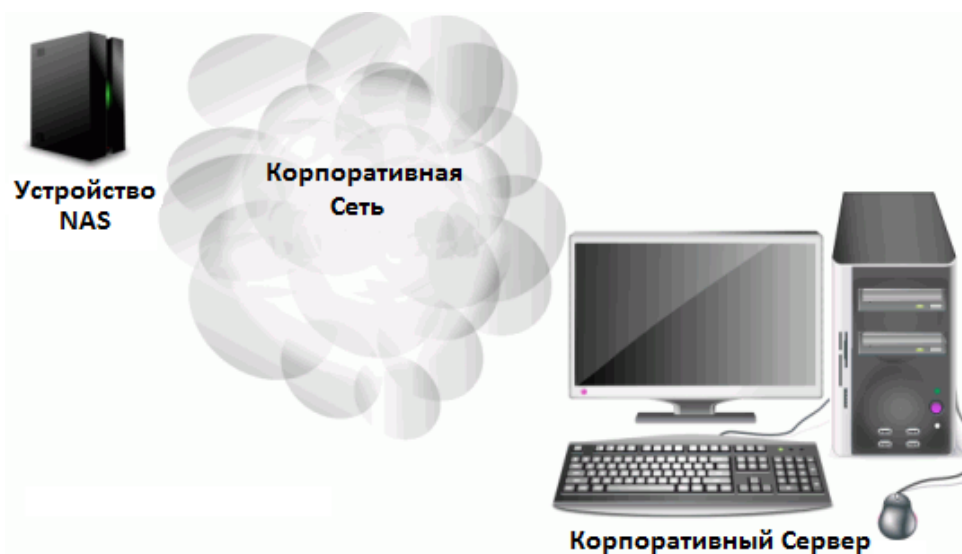 Устройство
NAS
Корпоративная
Сеть
Корпоративный Сервер